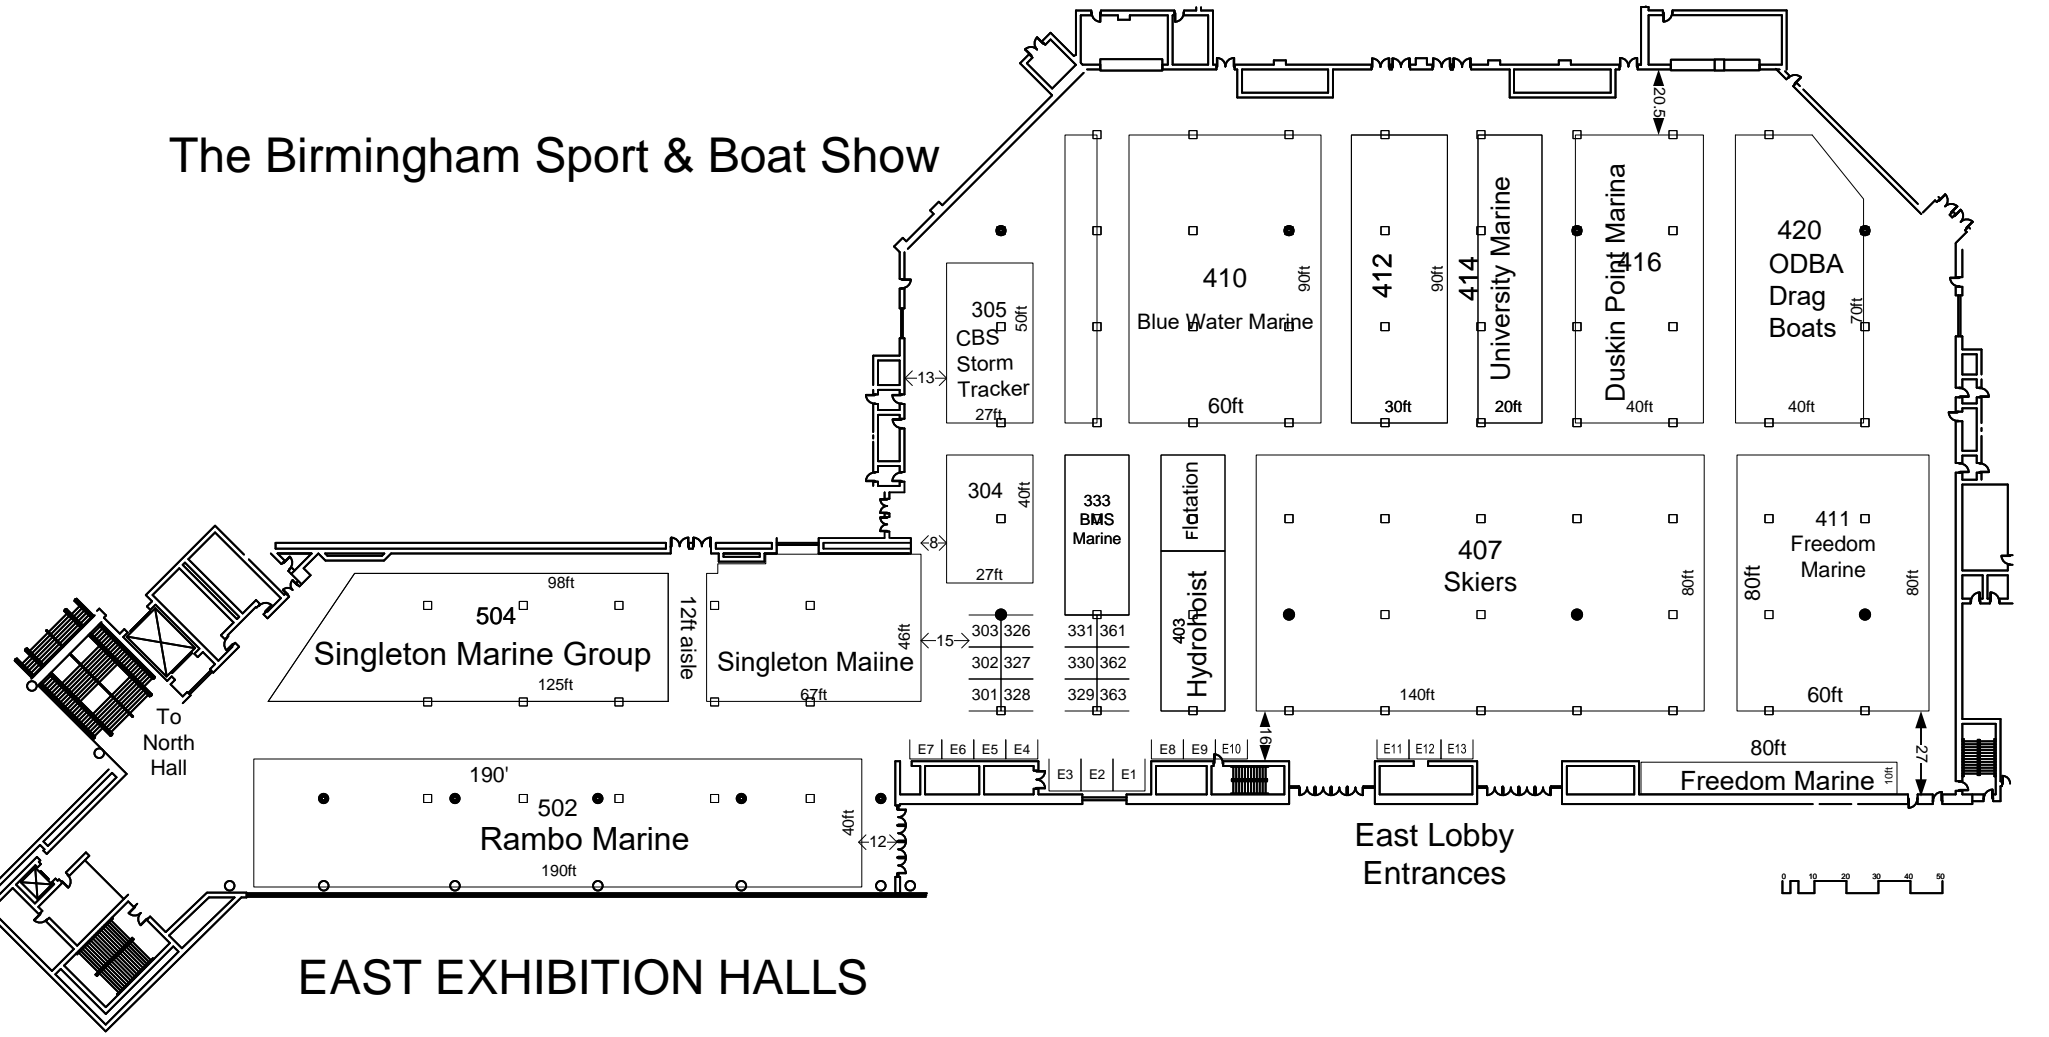 The Birmingham Sport & Boat Show
20.5
305
CBS
Storm
Tracker
50ft
27ft
13
410
Blue Water Marine
90ft
60ft
412
90ft
30ft
414
University Marine
20ft
Duskin Point Marina
416
40ft
420
ODBA
Drag
Boats
70ft
40ft
304
40ft
27ft
8
333
BMS
Marine
Flotation
403
Hydrohoist
407
Skiers
80ft
140ft
411
Freedom
Marine
80ft
80ft
60ft
98ft
504
Singleton Marine Group
125ft
12ft aisle
Singleton Maiine
46ft
67ft
15
303 326
302 327
301 328
331 361
330 362
329 363
To
North
Hall
190'
502
Rambo Marine
190ft
40ft
12
E7 E6 E5 E4
E3 E2 E1
E8 E9 E10
16
E11 E12 E13
80ft
Freedom Marine
10ft
27
East Lobby
Entrances
0 10 20 30 40 50
EAST EXHIBITION HALLS